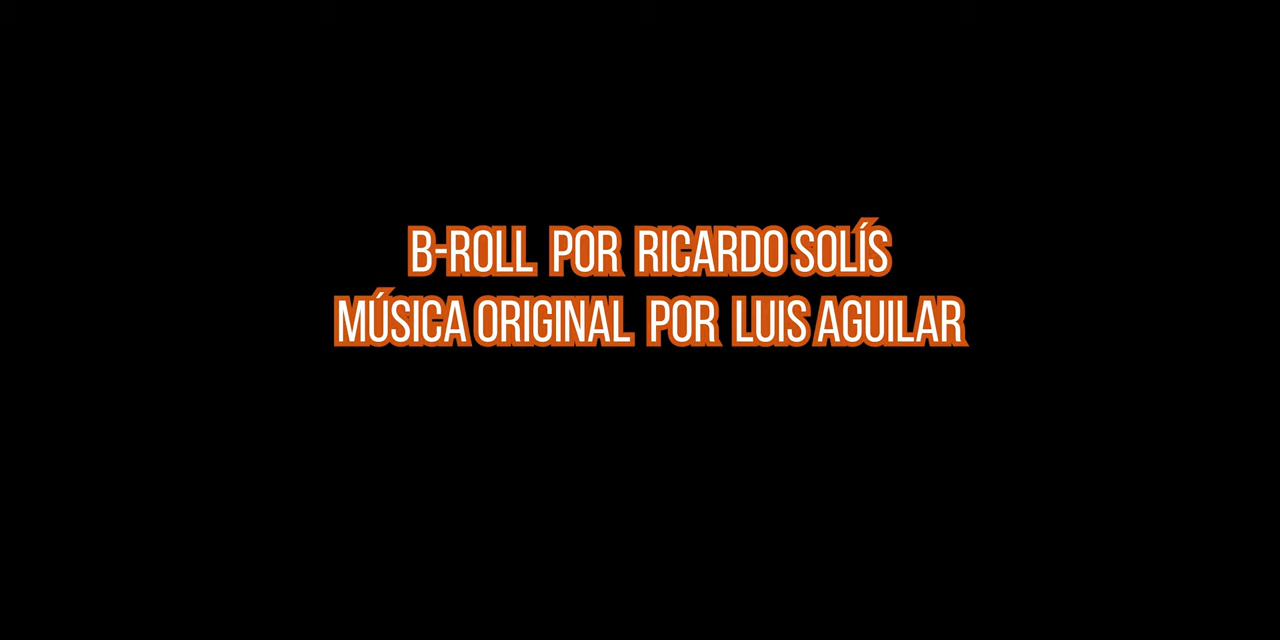 B-ROLL POR RICARDO SOLÍS
MÚSICA ORIGINAL POR LUIS AGUILAR